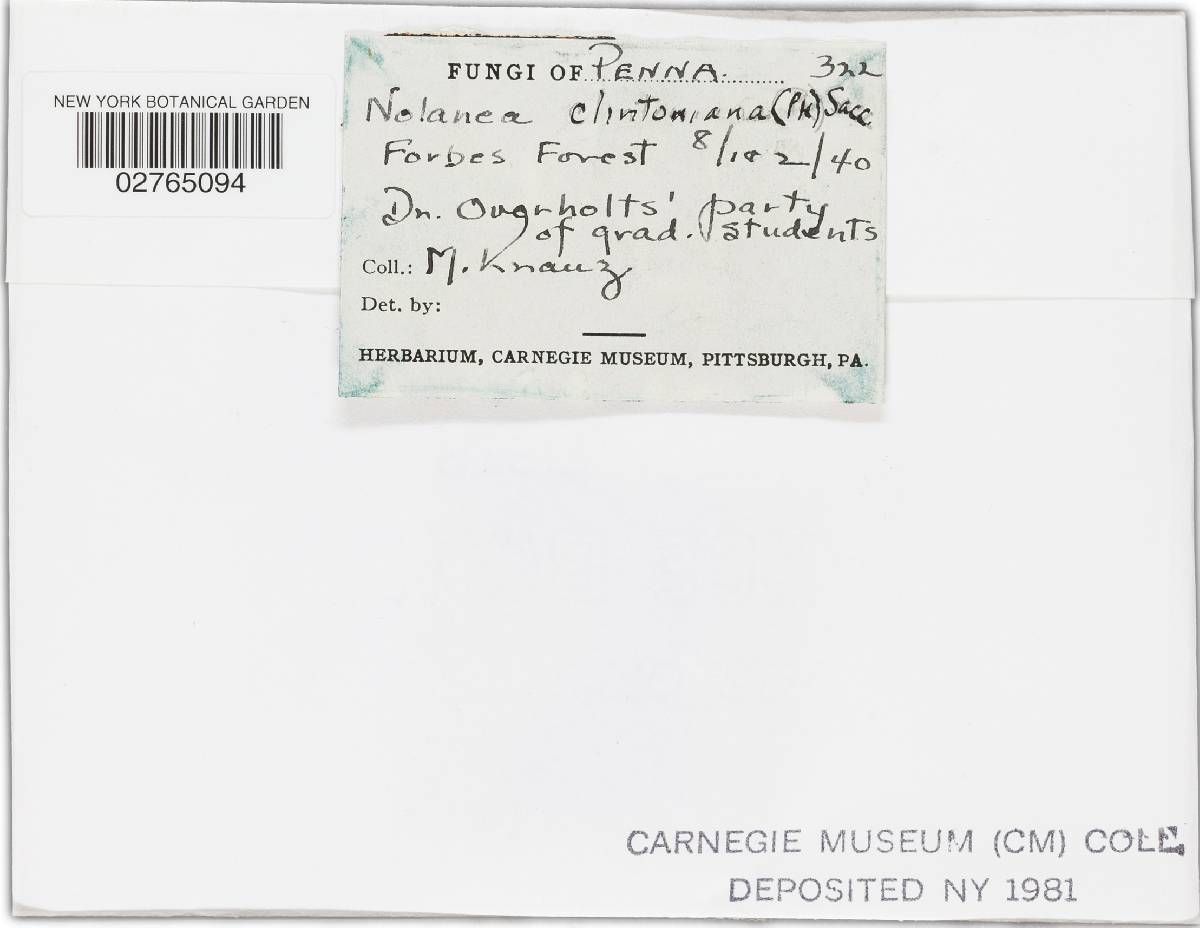 NEW YORK BOTANICAL GARDEN
02765094
FUNGI OF PENNA. 322
Nolanea clintoniana (Pk) Sacc.
Forbes Forest 8/ 2/40
Dr. Overholts' party
of grad. students
Coll.: M. Knauz
Det. by:
HERBARIUM, CARNEGIE MUSEUM, PITTSBURGH, PA.
CARNEGIE MUSEUM (CM) COLL.
DEPOSITED NY 1981